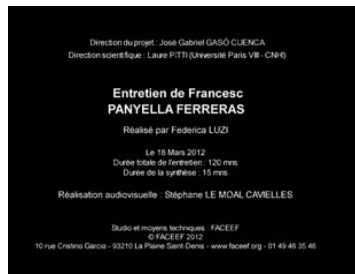 Direction du projet : José Gabriel GASÓ CUENCA
Direction scientifique : Laure PITTI (Université Paris VIII - CNHI)
Entretien de Francesc
PANYELLA FERRERAS
Réalisé par Federica LUZI
Le 18 Mars 2012
Durée totale de l'entretien : 120 mns
Durée de la synthèse : 15 mns
Réalisation audiovisuelle : Stéphane LE MOAL CAVIELLES
Studio et moyens techniques : FACEEF
© FACEEF 2012
10 rue Cristino Garcia - 93210 La Plaine Saint-Denis - www.faceef.org - 01 49 46 35 46